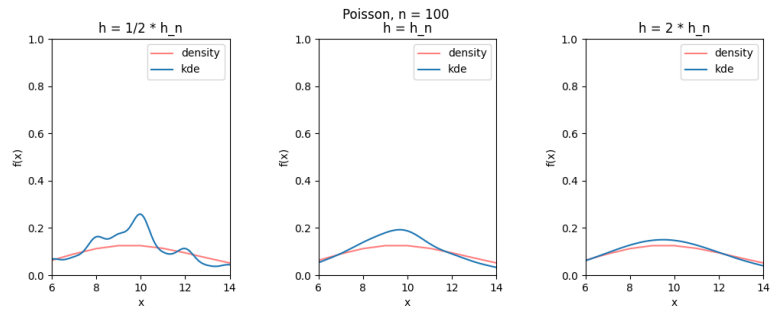 Poisson, n = 100
h = 1/2 * h_n
1.0
0.8
0.6
0.4
0.2
0.0
f(x)
density
kde
6
8
10
12
14
x
h = h_n
1.0
0.8
0.6
0.4
0.2
0.0
f(x)
density
kde
6
8
10
12
14
x
h = 2 * h_n
1.0
0.8
0.6
0.4
0.2
0.0
f(x)
density
kde
6
8
10
12
14
x